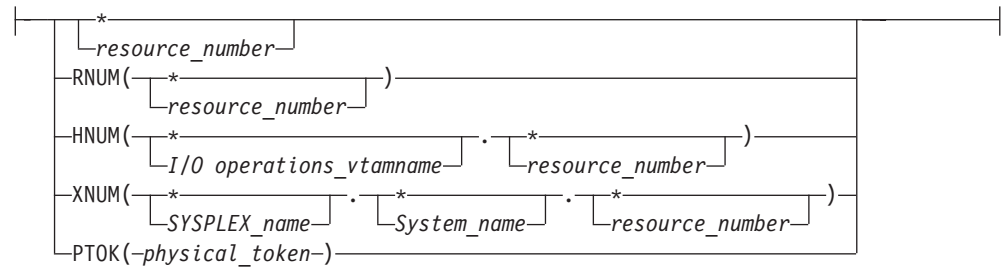 *
resource_number
RNUM( * )
resource_number
HNUM( * . * )
I/O operations_vtamname resource_number
XNUM( * . * . * )
SYSPLEX_name System_name resource_number
PTOK( physical_token )